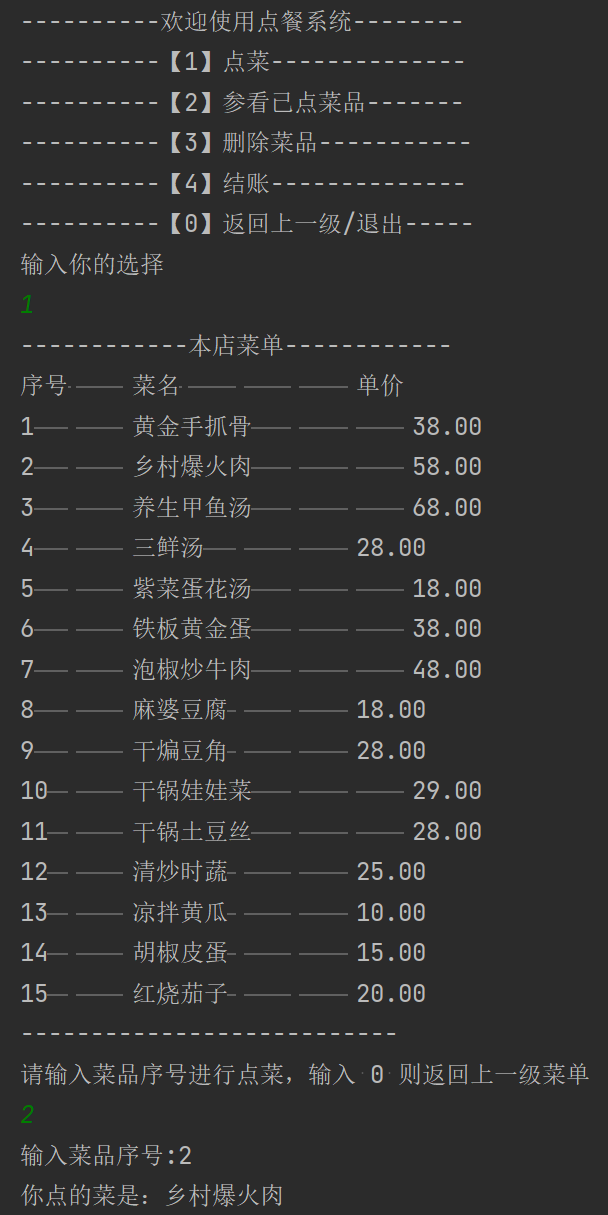 ----------欢迎使用点餐系统--------
----------【1】点菜--------------
----------【2】参看已点菜品-------
----------【3】删除菜品-----------
----------【4】结账--------------
----------【0】返回上一级/退出-----
输入你的选择
1
------------本店菜单------------
序号 菜名 单价
1 黄金手抓骨 38.00
2 乡村爆火肉 58.00
3 养生甲鱼汤 68.00
4 三鲜汤 28.00
5 紫菜蛋花汤 18.00
6 铁板黄金蛋 38.00
7 泡椒炒牛肉 48.00
8 麻婆豆腐 18.00
9 干煸豆角 28.00
10 干锅娃娃菜 29.00
11 干锅土豆丝 28.00
12 清炒时蔬 25.00
13 凉拌黄瓜 10.00
14 胡椒皮蛋 15.00
15 红烧茄子 20.00
---------------------------
请输入菜品序号进行点菜，输入 0 则返回上一级菜单
2
输入菜品序号:2
你点的菜是：乡村爆火肉